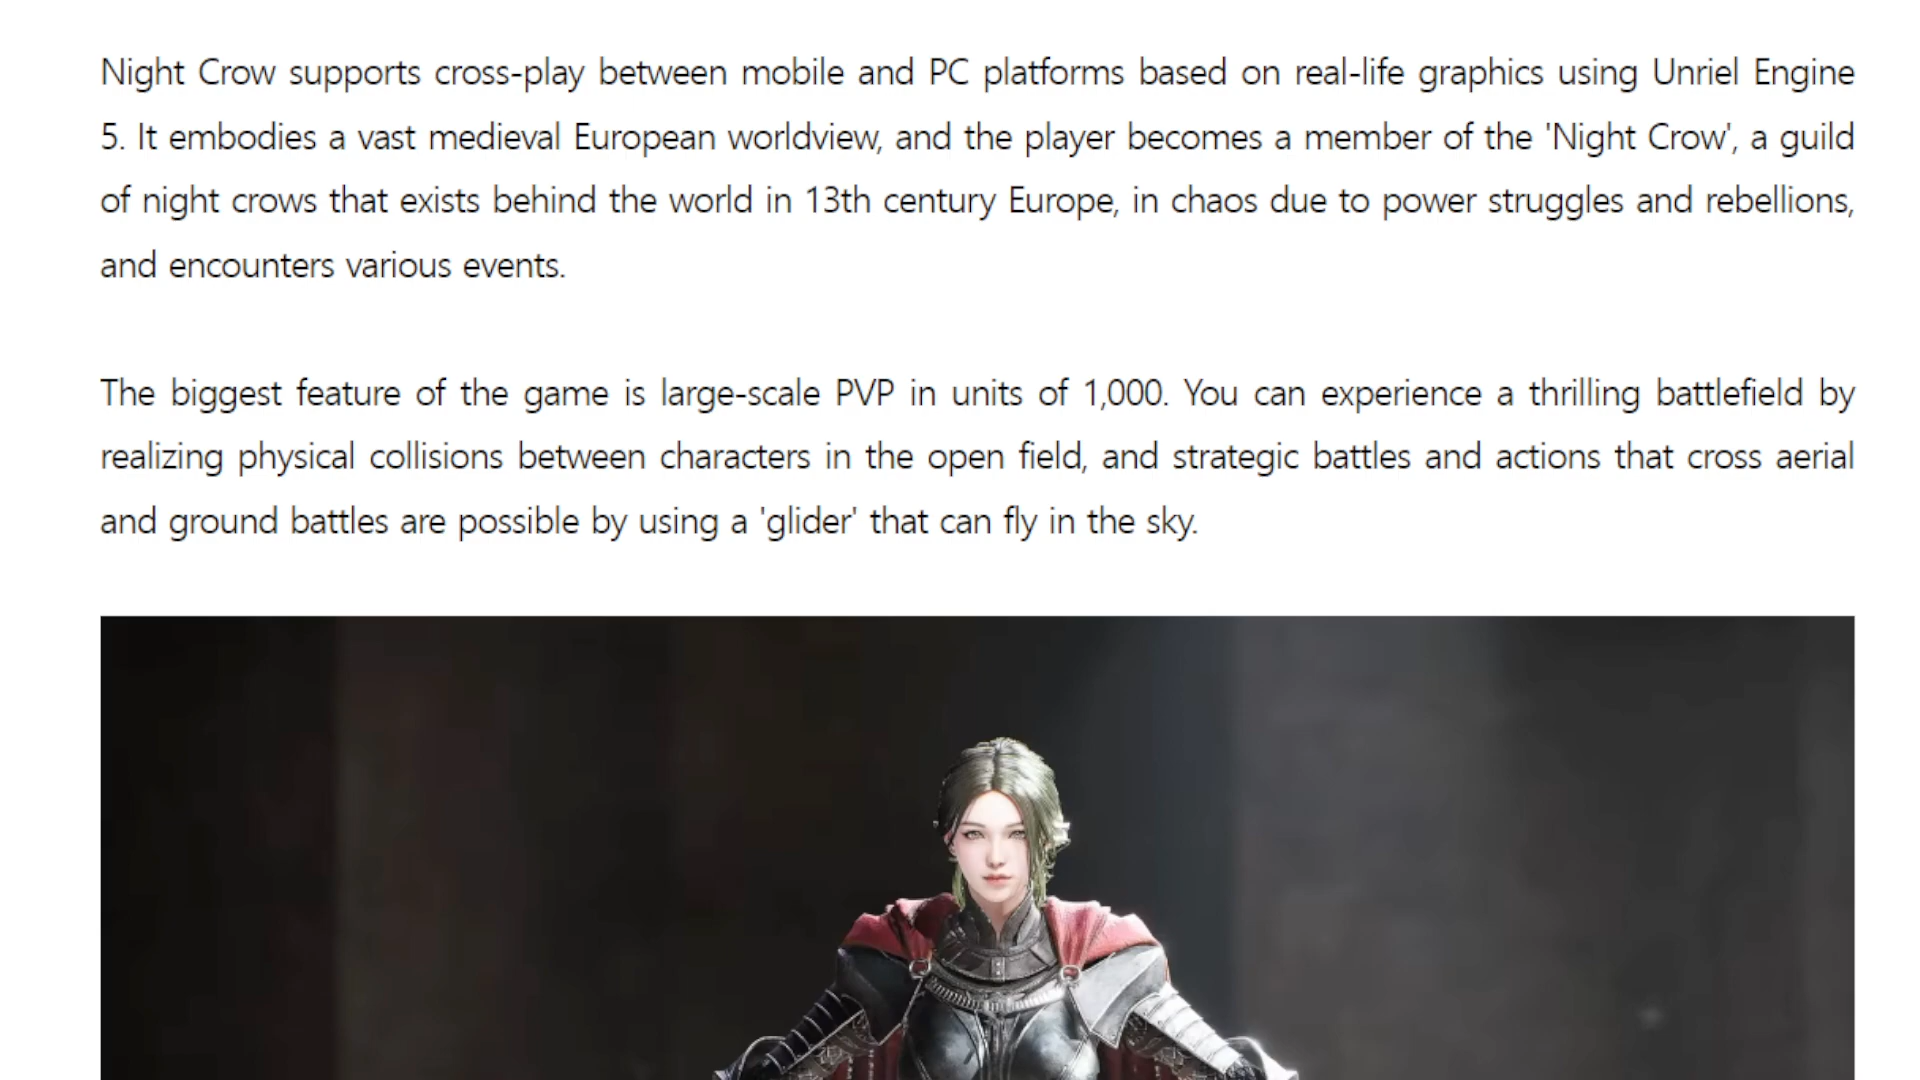 Night Crow supports cross-play between mobile and PC platforms based on real-life graphics using Unriel Engine
5. It embodies a vast medieval European worldview, and the player becomes a member of the 'Night Crow', a guild
of night crows that exists behind the world in 13th century Europe, in chaos due to power struggles and rebellions,
and encounters various events.
The biggest feature of the game is large-scale PVP in units of 1,000. You can experience a thrilling battlefield by
realizing physical collisions between characters in the open field, and strategic battles and actions that cross aerial
and ground battles are possible by using a 'glider' that can fly in the sky.